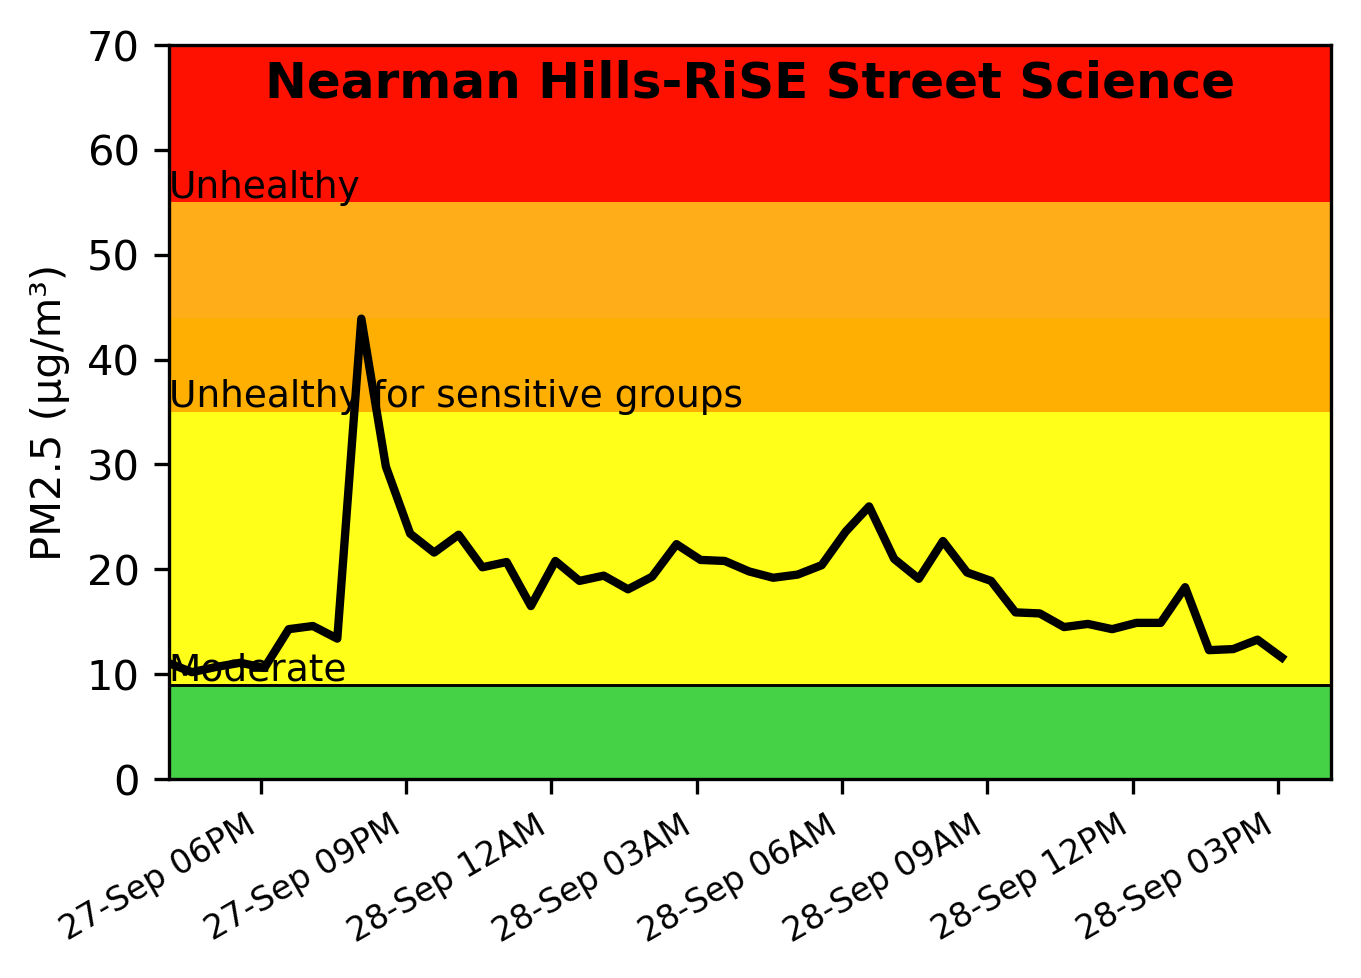 Nearman Hills-RiSE Street Science
PM2.5 (µg/m³)
70
60
Unhealthy
50
40
Unhealthy for sensitive groups
30
20
Moderate
10
0
27-Sep 06PM
27-Sep 09PM
28-Sep 12AM
28-Sep 03AM
28-Sep 06AM
28-Sep 09AM
28-Sep 12PM
28-Sep 03PM